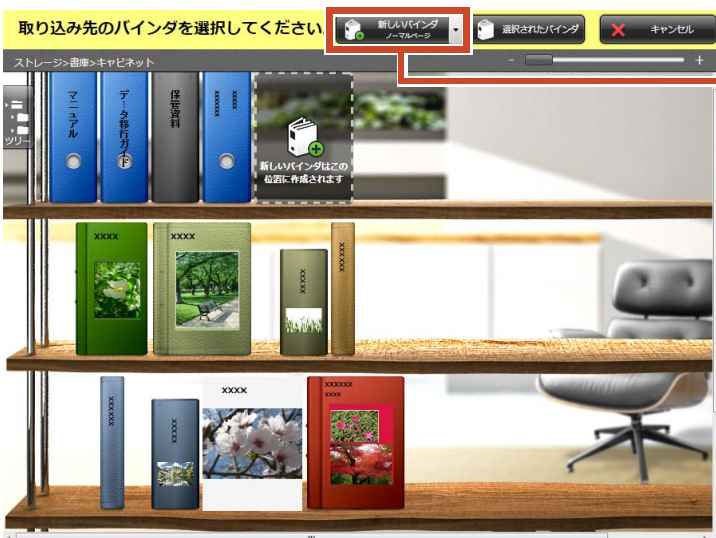 取り込み先のバインダを選択してください.
新しいバインダ
ノーマルページ
選択されたバインダ
キャンセル
ストレージ>書庫>キャビネット
- +
ツリー
マニュアル
データ移行ガイド
保管資料
xxxxxxx
xxxxx
新しいバインダはこの
位置に作成されます
xxxx
xxxx
xxxxx
xxxxxx
xxxxxx
xxxxx
xxxx
xxxxxx
xxxx